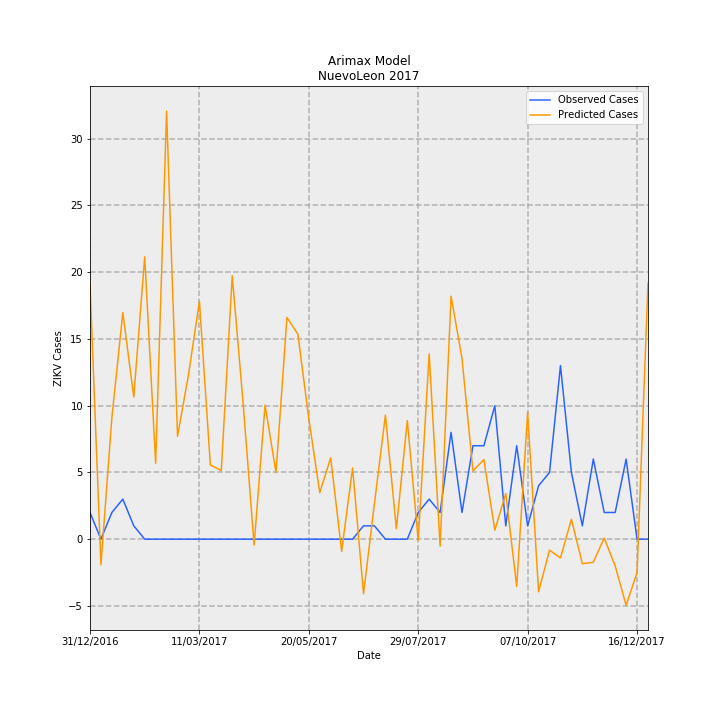 Arimax Model
NuevoLeon 2017
Observed Cases
Predicted Cases
ZIKV Cases
30
25
20
15
10
5
0
−5
31/12/2016
11/03/2017
20/05/2017
29/07/2017
07/10/2017
16/12/2017
Date